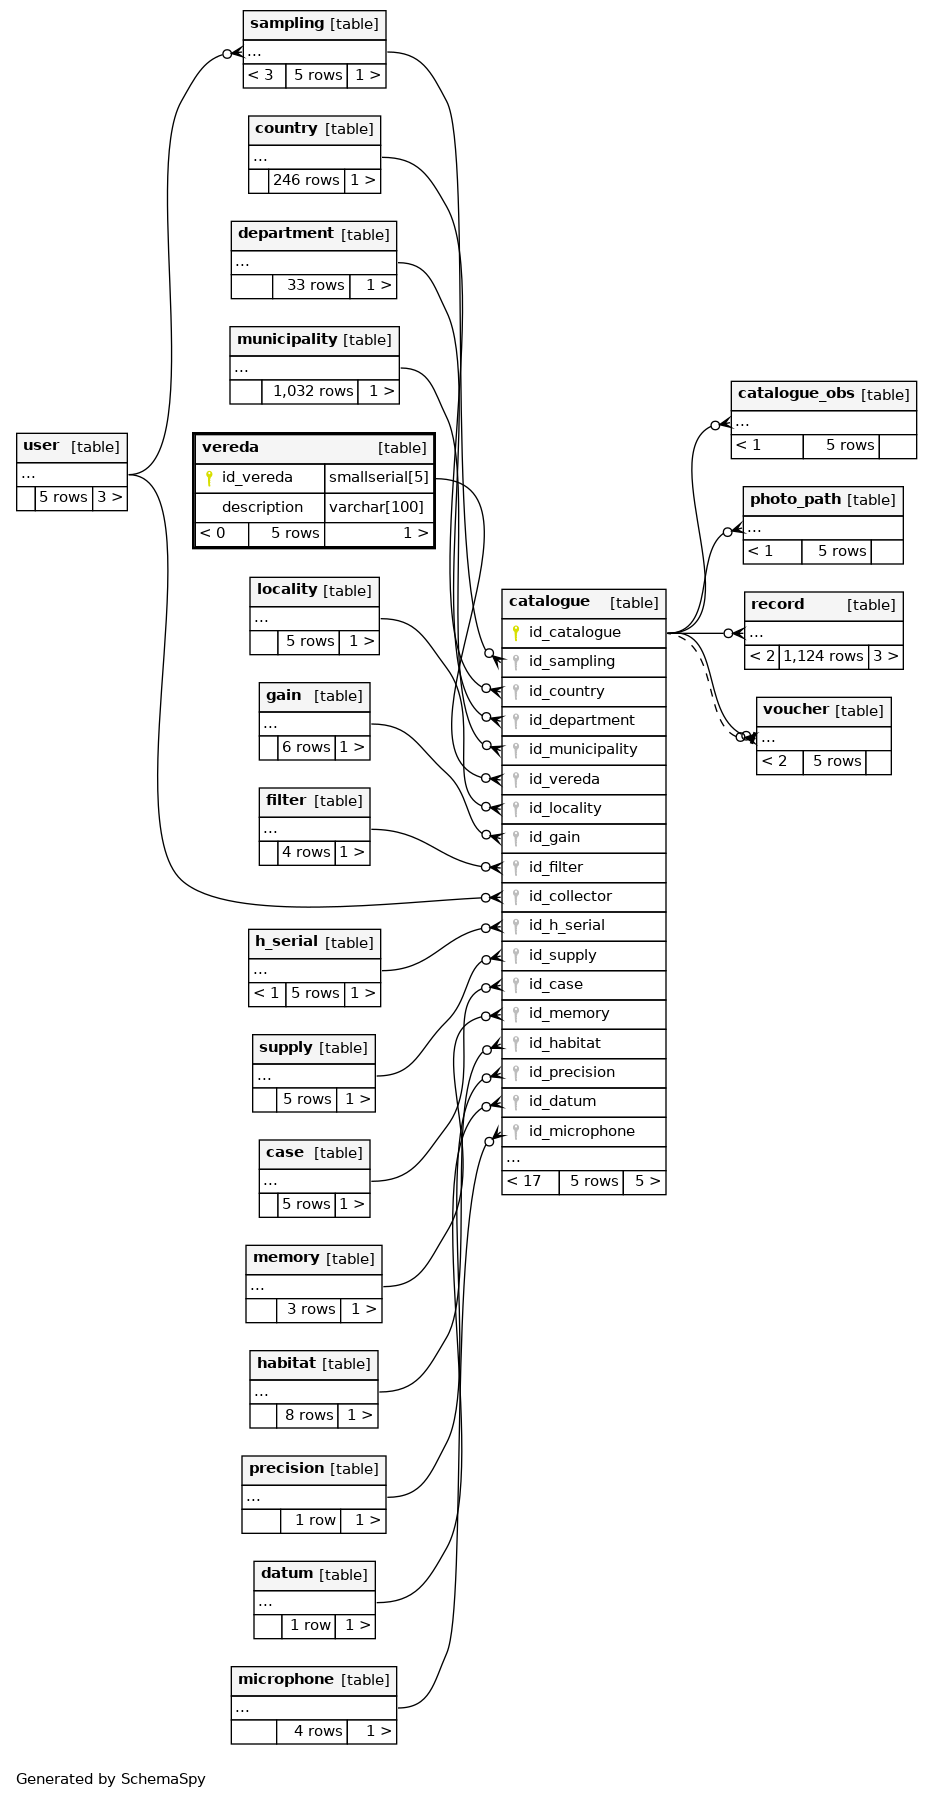 sampling [table]
...
< 3 5 rows 1 >
country [table]
...
246 rows 1 >
department [table]
...
33 rows 1 >
municipality [table]
...
1,032 rows 1 >
user [table]
...
5 rows 3 >
vereda [table]
id_vereda smallserial[5]
description varchar[100]
< 0 5 rows 1 >
locality [table]
...
5 rows 1 >
gain [table]
...
6 rows 1 >
filter [table]
...
4 rows 1 >
h_serial [table]
...
< 1 5 rows 1 >
supply [table]
...
5 rows 1 >
case [table]
...
5 rows 1 >
memory [table]
...
3 rows 1 >
habitat [table]
...
8 rows 1 >
precision [table]
...
1 row 1 >
datum [table]
...
1 row 1 >
microphone [table]
...
4 rows 1 >
catalogue [table]
id_catalogue
id_sampling
id_country
id_department
id_municipality
id_vereda
id_locality
id_gain
id_filter
id_collector
id_h_serial
id_supply
id_case
id_memory
id_habitat
id_precision
id_datum
id_microphone
...
< 17 5 rows 5 >
catalogue_obs [table]
...
< 1 5 rows
photo_path [table]
...
< 1 5 rows
record [table]
...
< 2 1,124 rows 3 >
voucher [table]
...
< 2 5 rows
Generated by SchemaSpy